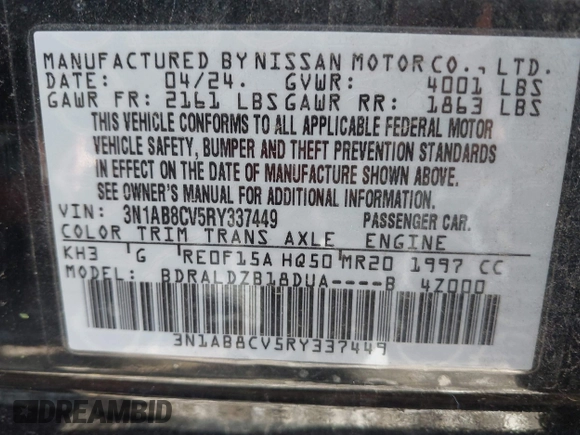 MANUFACTURED BY NISSAN MOTOR CO., LTD.
DATE: 04/24. GVWR: 4001 LBS
GAWR FR: 2161 LBS GAWR RR: 1863 LBS
THIS VEHICLE CONFORMS TO ALL APPLICABLE FEDERAL MOTOR
VEHICLE SAFETY, BUMPER AND THEFT PREVENTION STANDARDS
IN EFFECT ON THE DATE OF MANUFACTURE SHOWN ABOVE.
SEE OWNER'S MANUAL FOR ADDITIONAL INFORMATION.
VIN: 3N1AB8CV5RY337449 PASSENGER CAR.
COLOR TRIM TRANS AXLE ENGINE
KH3 G RE0F15A HQ50 MR20 1997 CC
MODEL: BDRALDZB18DUA----B 4Z000
3N1AB8CV5RY337449
DREAMBID